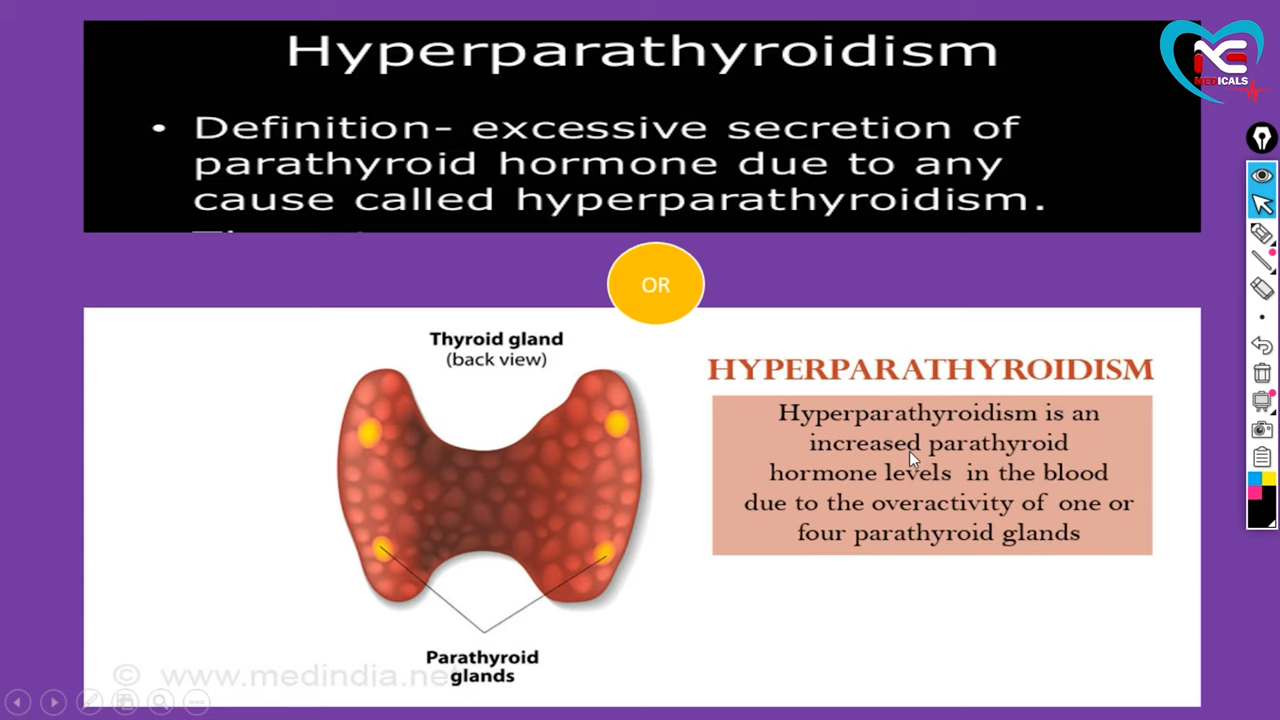 Hyperparathyroidism
NE
MEDICALS
• Definition- excessive secretion of
parathyroid hormone due to any
cause called hyperparathyroidism.
OR
Thyroid gland
(back view)
HYPERPARATHYROIDISM
Hyperparathyroidism is an
increased parathyroid
hormone levels in the blood
due to the overactivity of one or
four parathyroid glands
Parathyroid
glands
© www.medindia.net